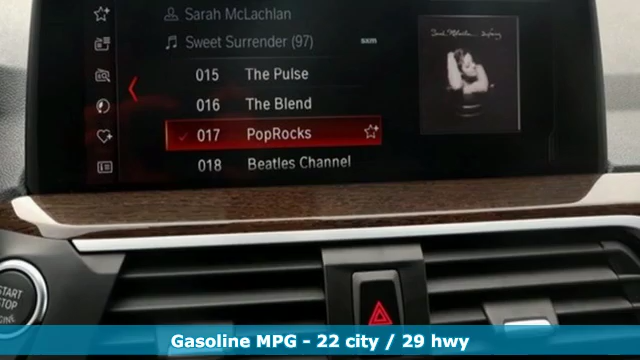 Sarah McLachlan
Sweet Surrender (97)
sxm
015 The Pulse
016 The Blend
017 PopRocks
018 Beatles Channel
START
STOP
Gasoline MPG - 22 city / 29 hwy